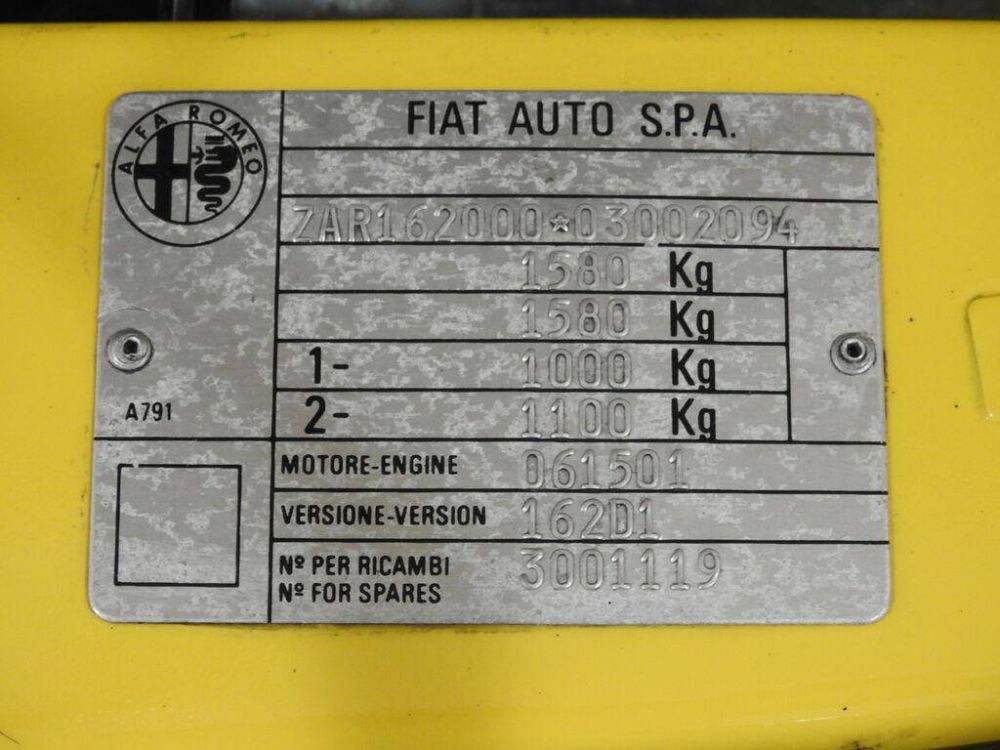 ALFA ROMEO
FIAT AUTO S.P.A.
ZAR162000*03002094
1580 Kg
1580 Kg
1- 1000 Kg
2- 1100 Kg
A791
MOTORE-ENGINE 061501
VERSIONE-VERSION 162D1
Nº PER RICAMBI 3001119
Nº FOR SPARES